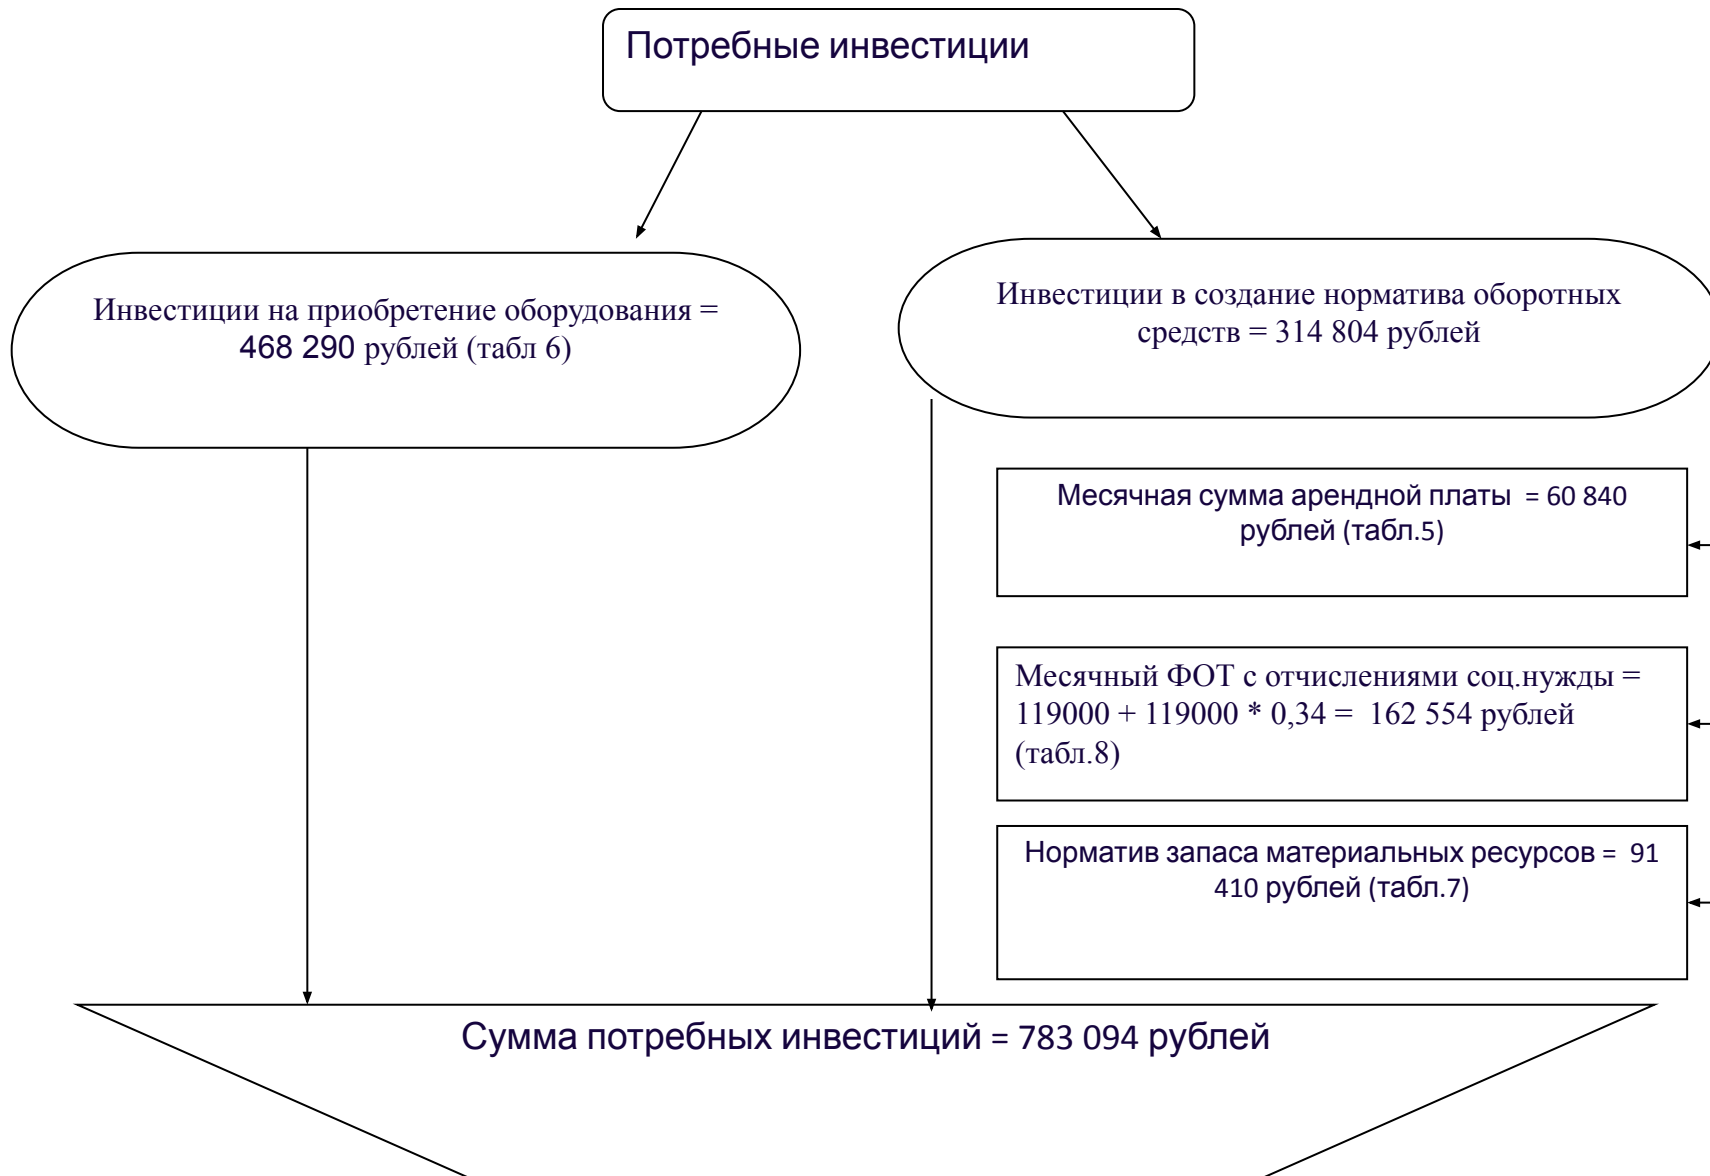 Потребные инвестиции
Инвестиции на приобретение оборудования =
468 290 рублей (табл 6)
Инвестиции в создание норматива оборотных
средств = 314 804 рублей
Месячная сумма арендной платы = 60 840
рублей (табл.5)
Месячный ФОТ с отчислениями соц.нужды =
119000 + 119000 * 0,34 = 162 554 рублей
(табл.8)
Норматив запаса материальных ресурсов = 91
410 рублей (табл.7)
Сумма потребных инвестиций = 783 094 рублей